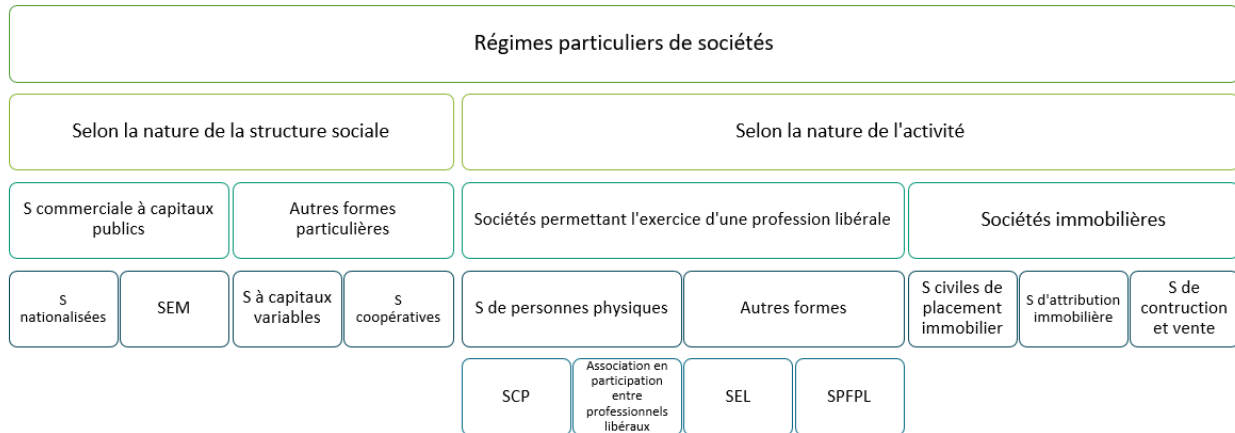 Régimes particuliers de sociétés
Selon la nature de la structure sociale
Selon la nature de l'activité
S commerciale à capitaux
publics
Autres formes
particulières
Sociétés permettant l'exercice d'une profession libérale
Sociétés immobilières
S
nationalisées
SEM
S à capitaux
variables
S
coopératives
S de personnes physiques
Autres formes
S civiles de
placement
immobilier
S d'attribution
immobilière
S de
contruction
et vente
SCP
Association en
participation
entre
professionnels
libéraux
SEL
SPFPL